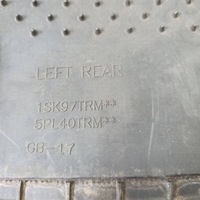 LEFT REAR
1SK97TRM**
5PL40TRM**
GB-17